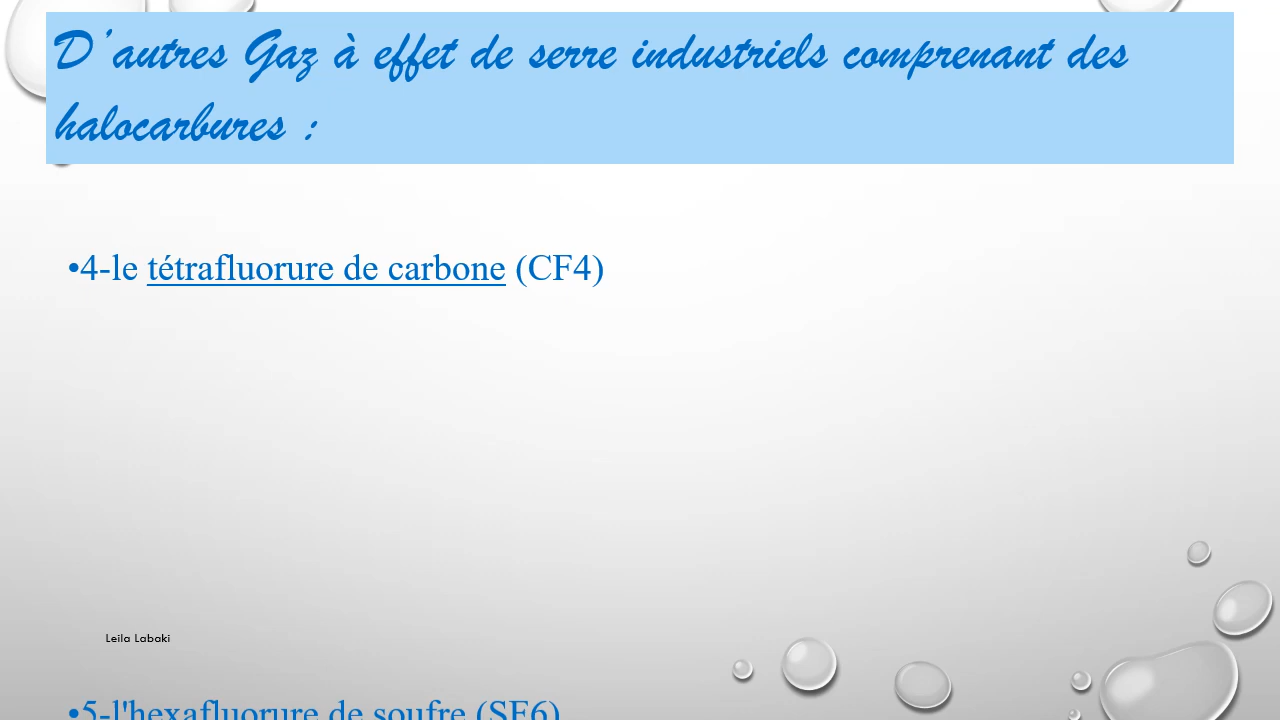 D'autres Gaz à effet de serre industriels comprenant des
halocarbures :
•4-le tétrafluorure de carbone (CF4)
Leila Labaki
•5-l'hexafluorure de soufre (SF6)